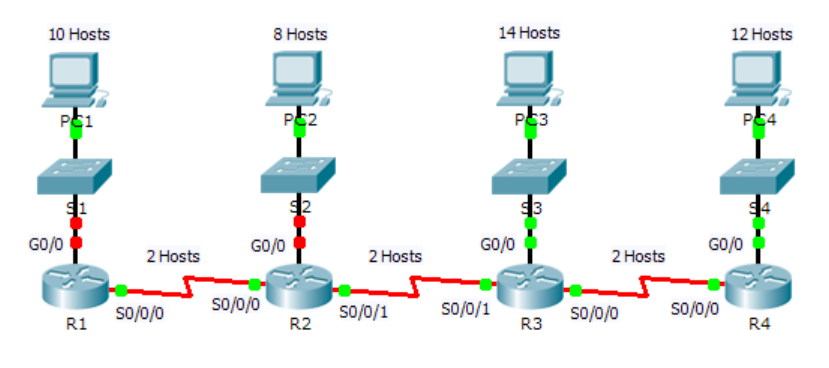 10 Hosts
8 Hosts
14 Hosts
12 Hosts
PC1
PC2
PC3
PC4
S1
S2
S3
S4
G0/0
G0/0
G0/0
G0/0
2 Hosts
2 Hosts
2 Hosts
S0/0/0
S0/0/0
S0/0/1
S0/0/1
S0/0/0
S0/0/0
R1
R2
R3
R4